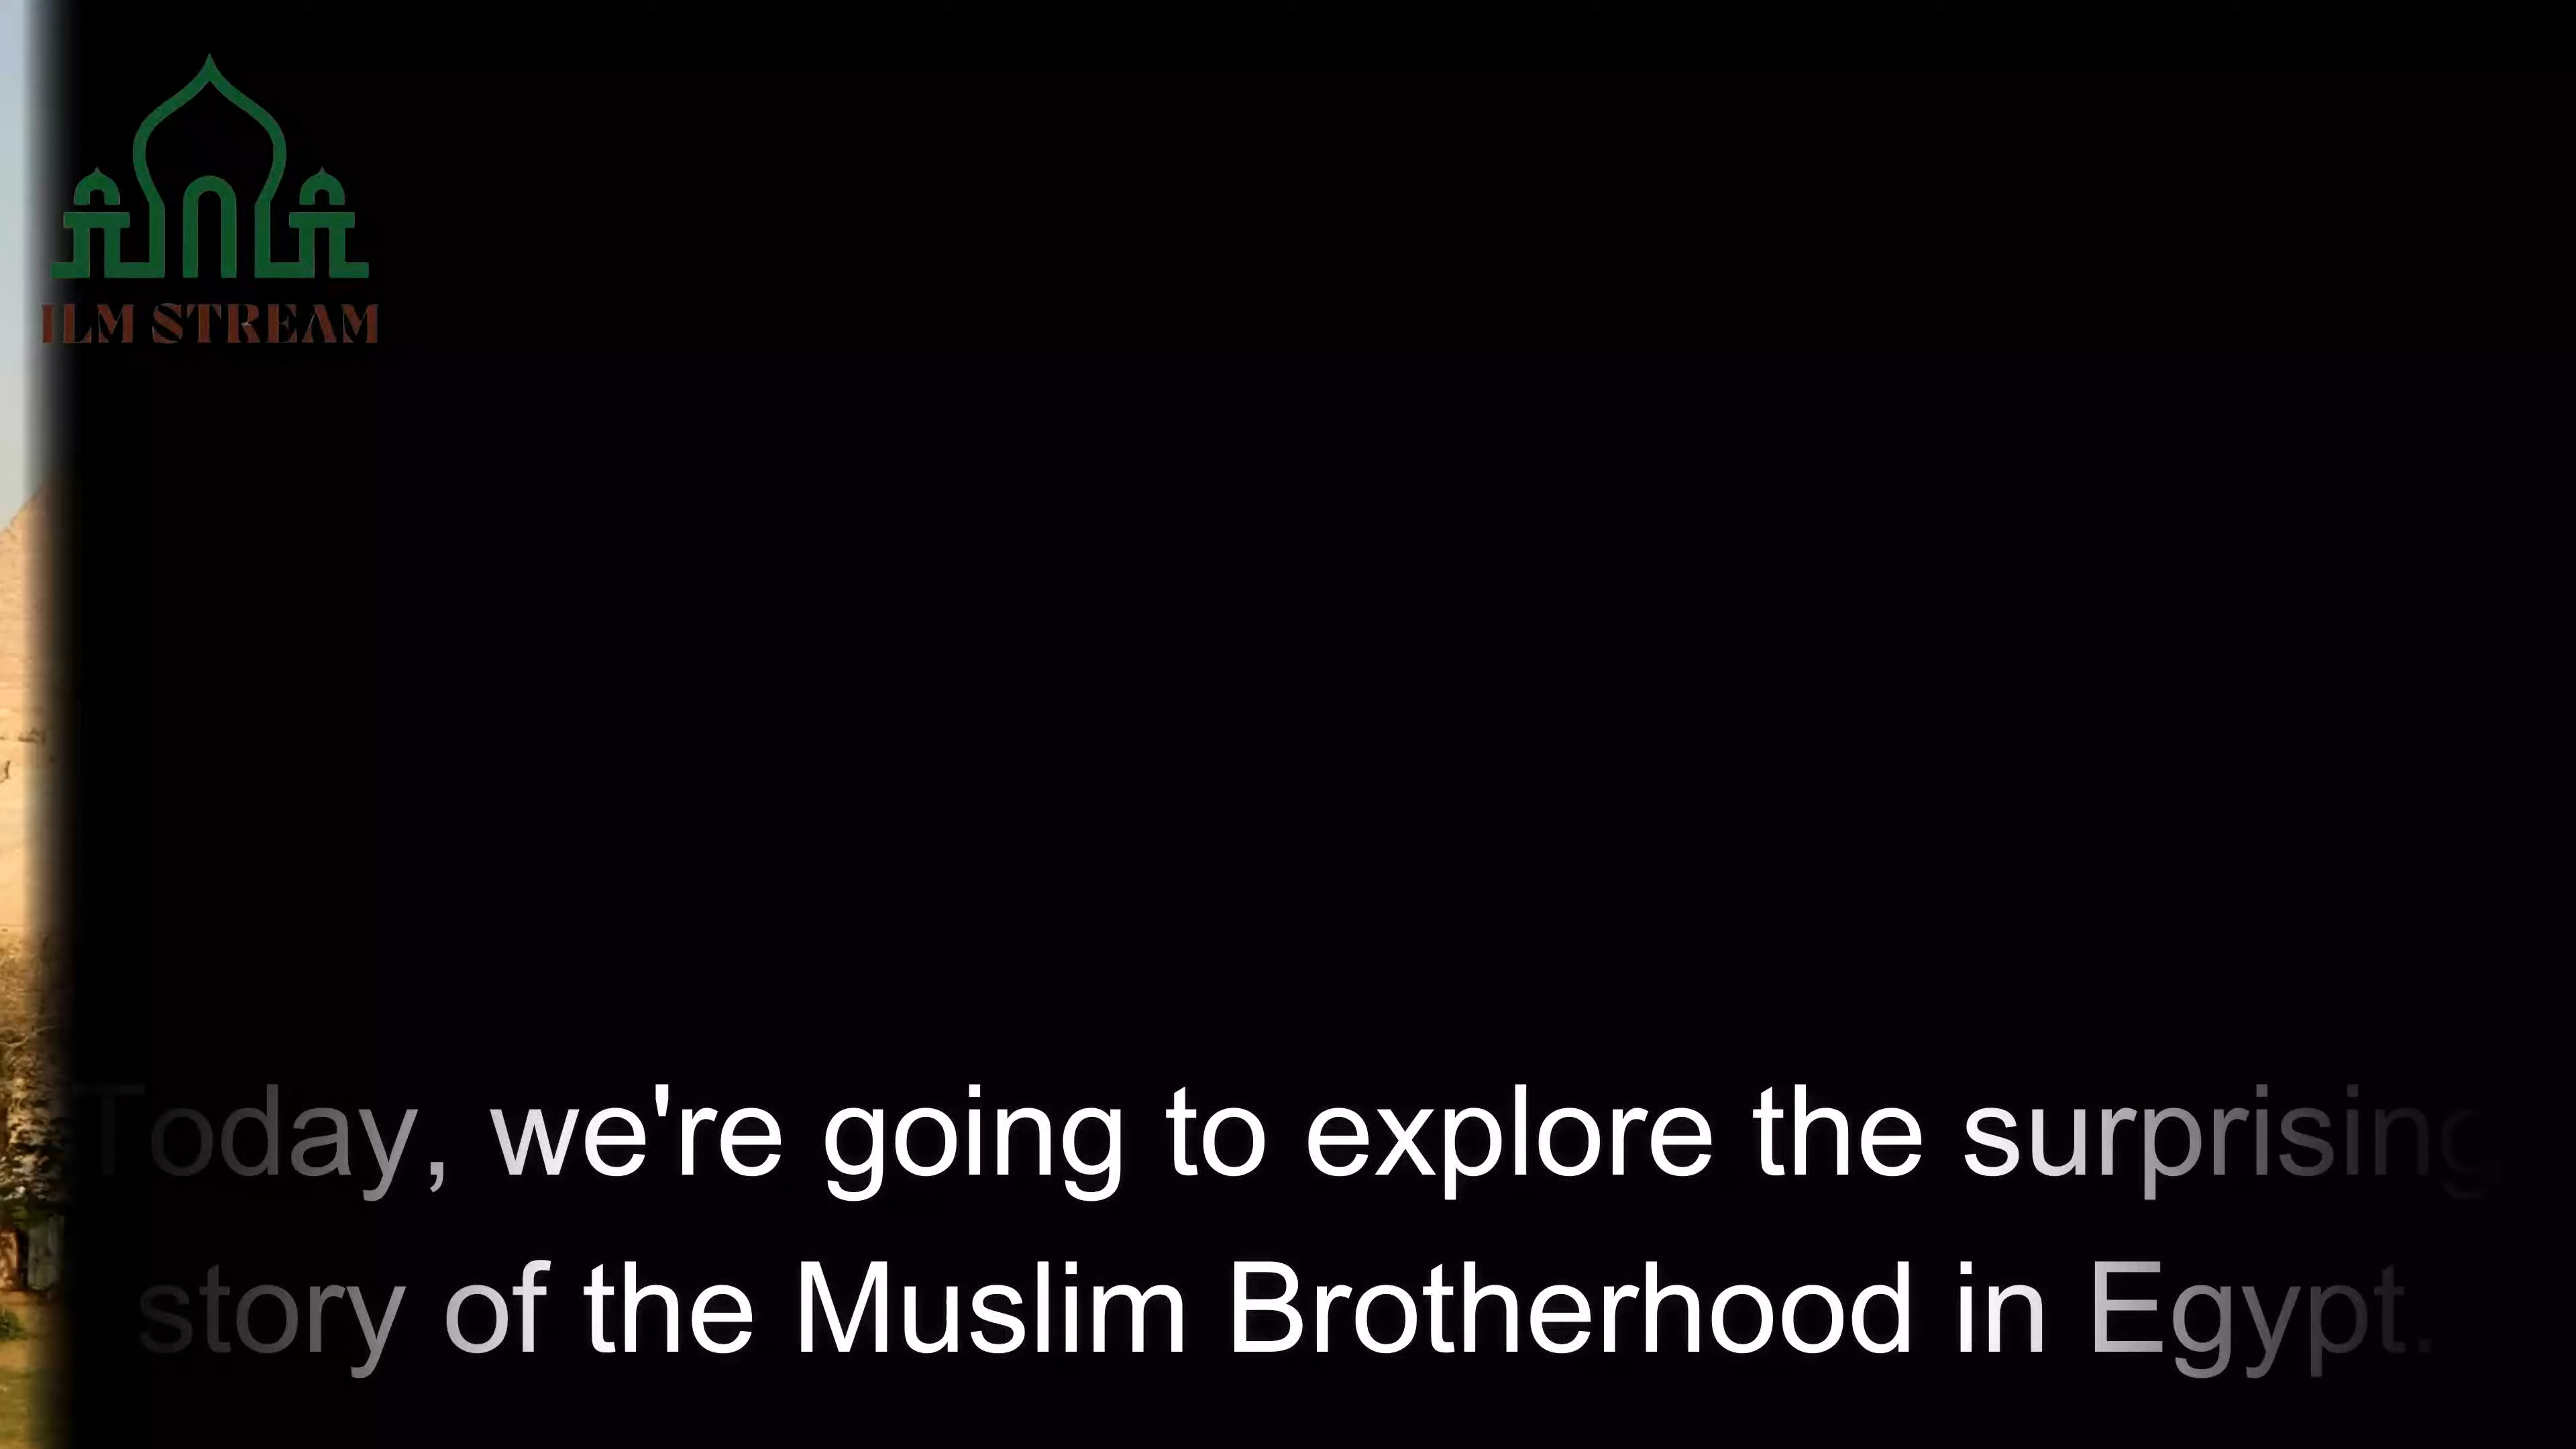 ILM STREAM
Today, we're going to explore the surprising
story of the Muslim Brotherhood in Egypt.